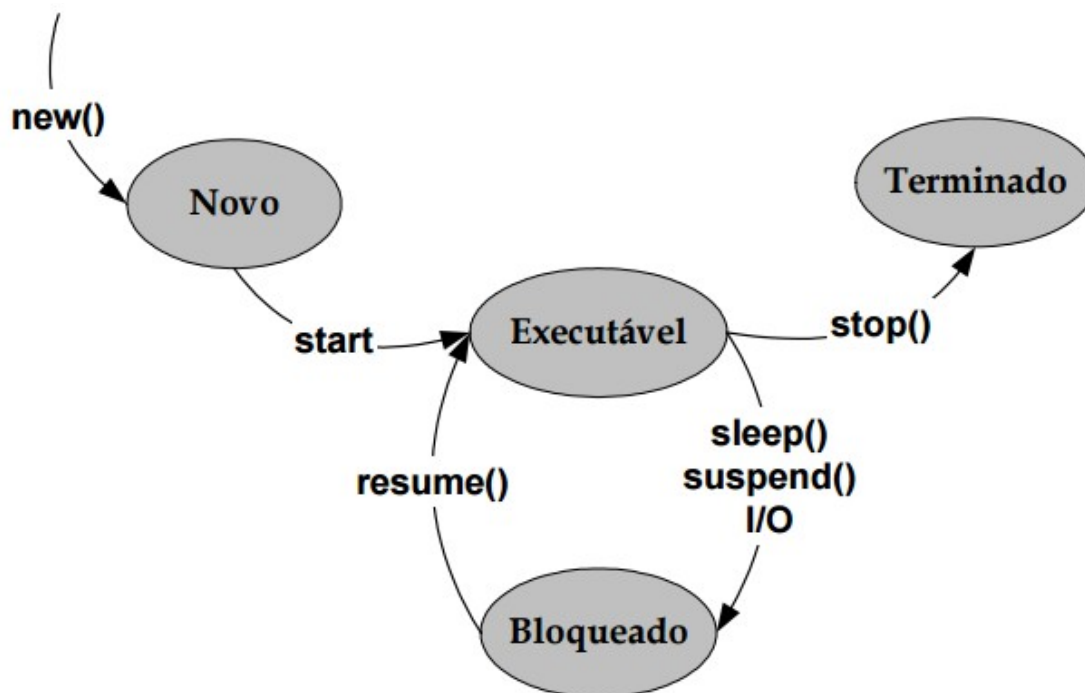 new()
Novo
Terminado
start
Executável
stop()
resume()
sleep()
suspend()
I/O
Bloqueado